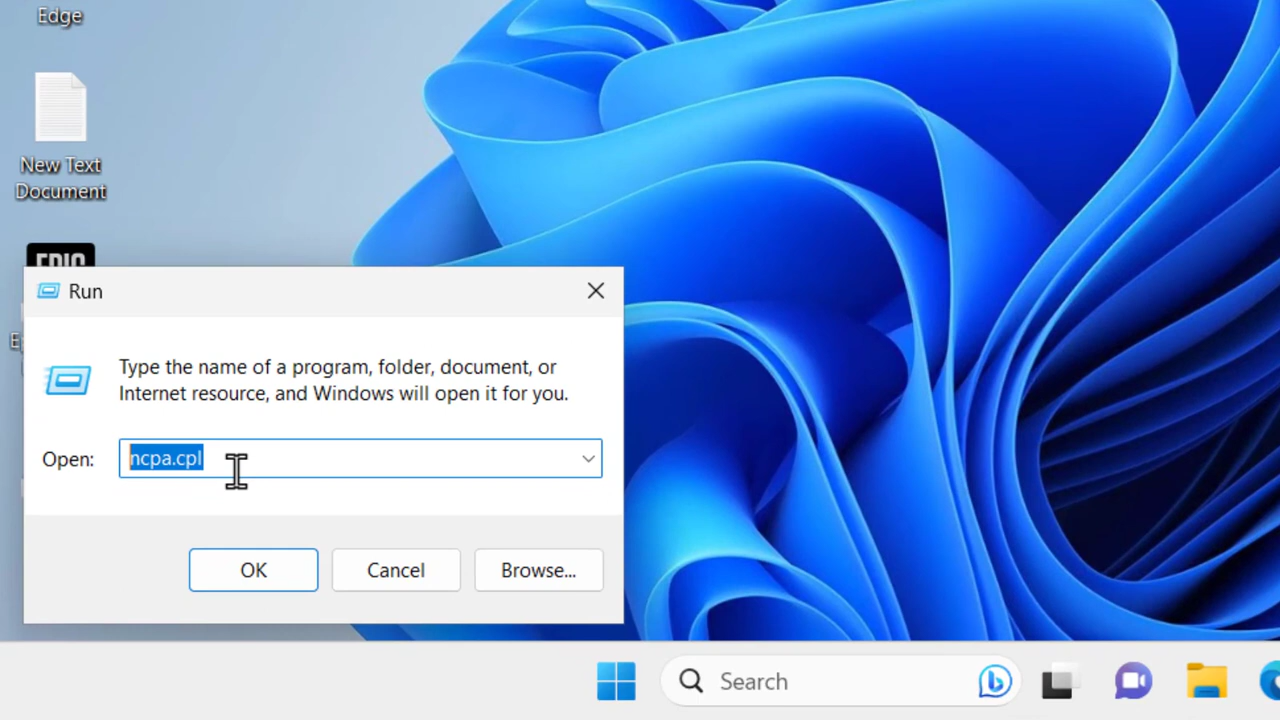 Edge
New Text
Document
EPIC
Run
Type the name of a program, folder, document, or
Internet resource, and Windows will open it for you.
Open:
ncpa.cpl
OK
Cancel
Browse...
Search